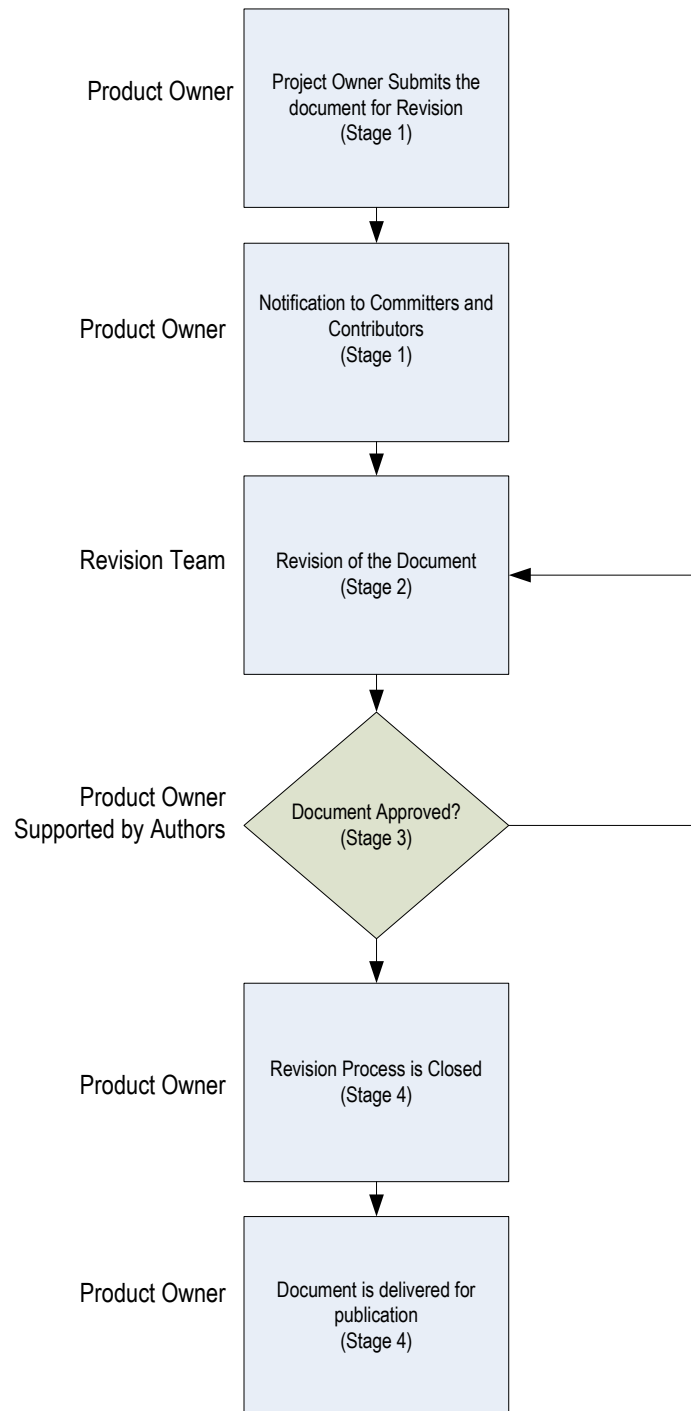 Product Owner
Project Owner Submits the
document for Revision
(Stage 1)
Product Owner
Notification to Committers and
Contributors
(Stage 1)
Revision Team
Revision of the Document
(Stage 2)
Product Owner
Supported by Authors
Document Approved?
(Stage 3)
Product Owner
Revision Process is Closed
(Stage 4)
Product Owner
Document is delivered for
publication
(Stage 4)